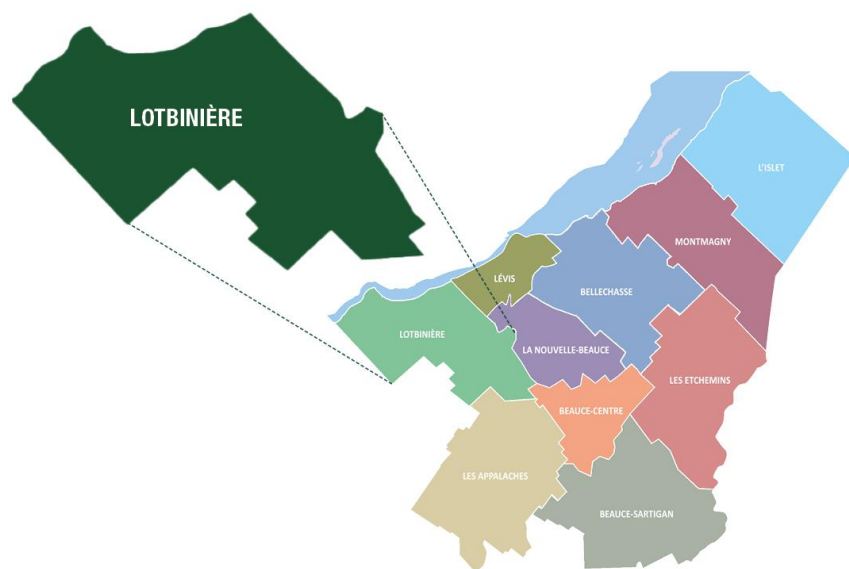 LOTBINIÈRE
L'ISLET
MONTMAGNY
LÉVIS
BELLECHASSE
LOTBINIÈRE
LA NOUVELLE-BEAUCE
LES ETCHEMINS
BEAUCE-CENTRE
LES APPALACHES
BEAUCE-SARTIGAN